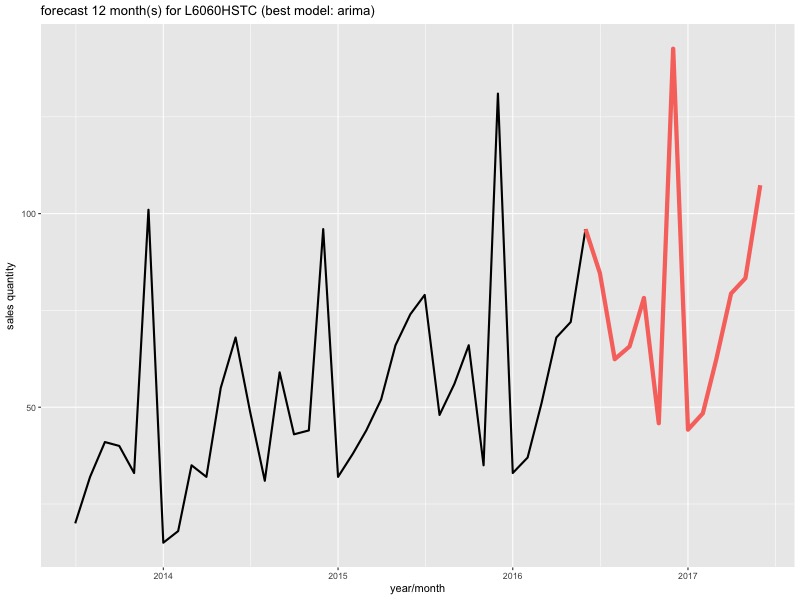 forecast 12 month(s) for L6060HSTC (best model: arima)
100
50
sales quantity
2014 2015 2016 2017
year/month